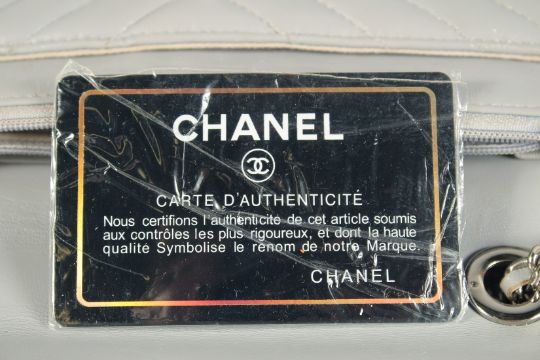 CHANEL
CARTE D'AUTHENTICITÉ
Nous certifions l'authenticité de cet article soumis
aux contrôles les plus rigoureux, et dont la haute
qualité Symbolise le renom de notre Marque.
CHANEL